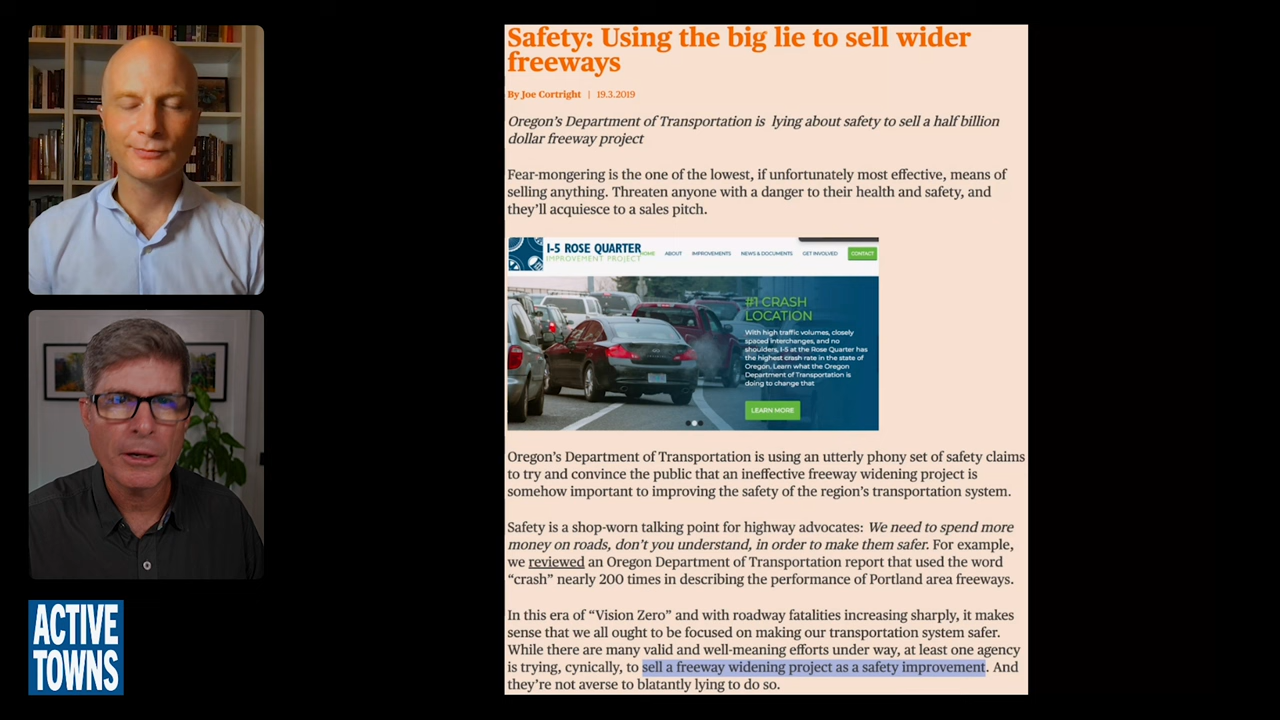 Safety: Using the big lie to sell wider
freeways
By Joe Cortright | 19.3.2019
Oregon's Department of Transportation is lying about safety to sell a half billion
dollar freeway project
Fear-mongering is the one of the lowest, if unfortunately most effective, means of
selling anything. Threaten anyone with a danger to their health and safety, and
they'll acquiesce to a sales pitch.
I-5 ROSE QUARTER
IMPROVEMENT PROJECT
HOME ABOUT IMPROVEMENTS NEWS & DOCUMENTS GET INVOLVED CONTACT
#1 CRASH
LOCATION
With high traffic volumes, closely
spaced interchanges, and no
shoulders, I-5 at the Rose Quarter has
the highest crash rate in the state of
Oregon. Learn what the Oregon
Department of Transportation is
doing to change that
LEARN MORE
Oregon's Department of Transportation is using an utterly phony set of safety claims
to try and convince the public that an ineffective freeway widening project is
somehow important to improving the safety of the region's transportation system.
Safety is a shop-worn talking point for highway advocates: We need to spend more
money on roads, don't you understand, in order to make them safer. For example,
we reviewed an Oregon Department of Transportation report that used the word
“crash” nearly 200 times in describing the performance of Portland area freeways.
In this era of “Vision Zero” and with roadway fatalities increasing sharply, it makes
sense that we all ought to be focused on making our transportation system safer.
While there are many valid and well-meaning efforts under way, at least one agency
is trying, cynically, to sell a freeway widening project as a safety improvement. And
they're not averse to blatantly lying to do so.
ACTIVE
TOWNS